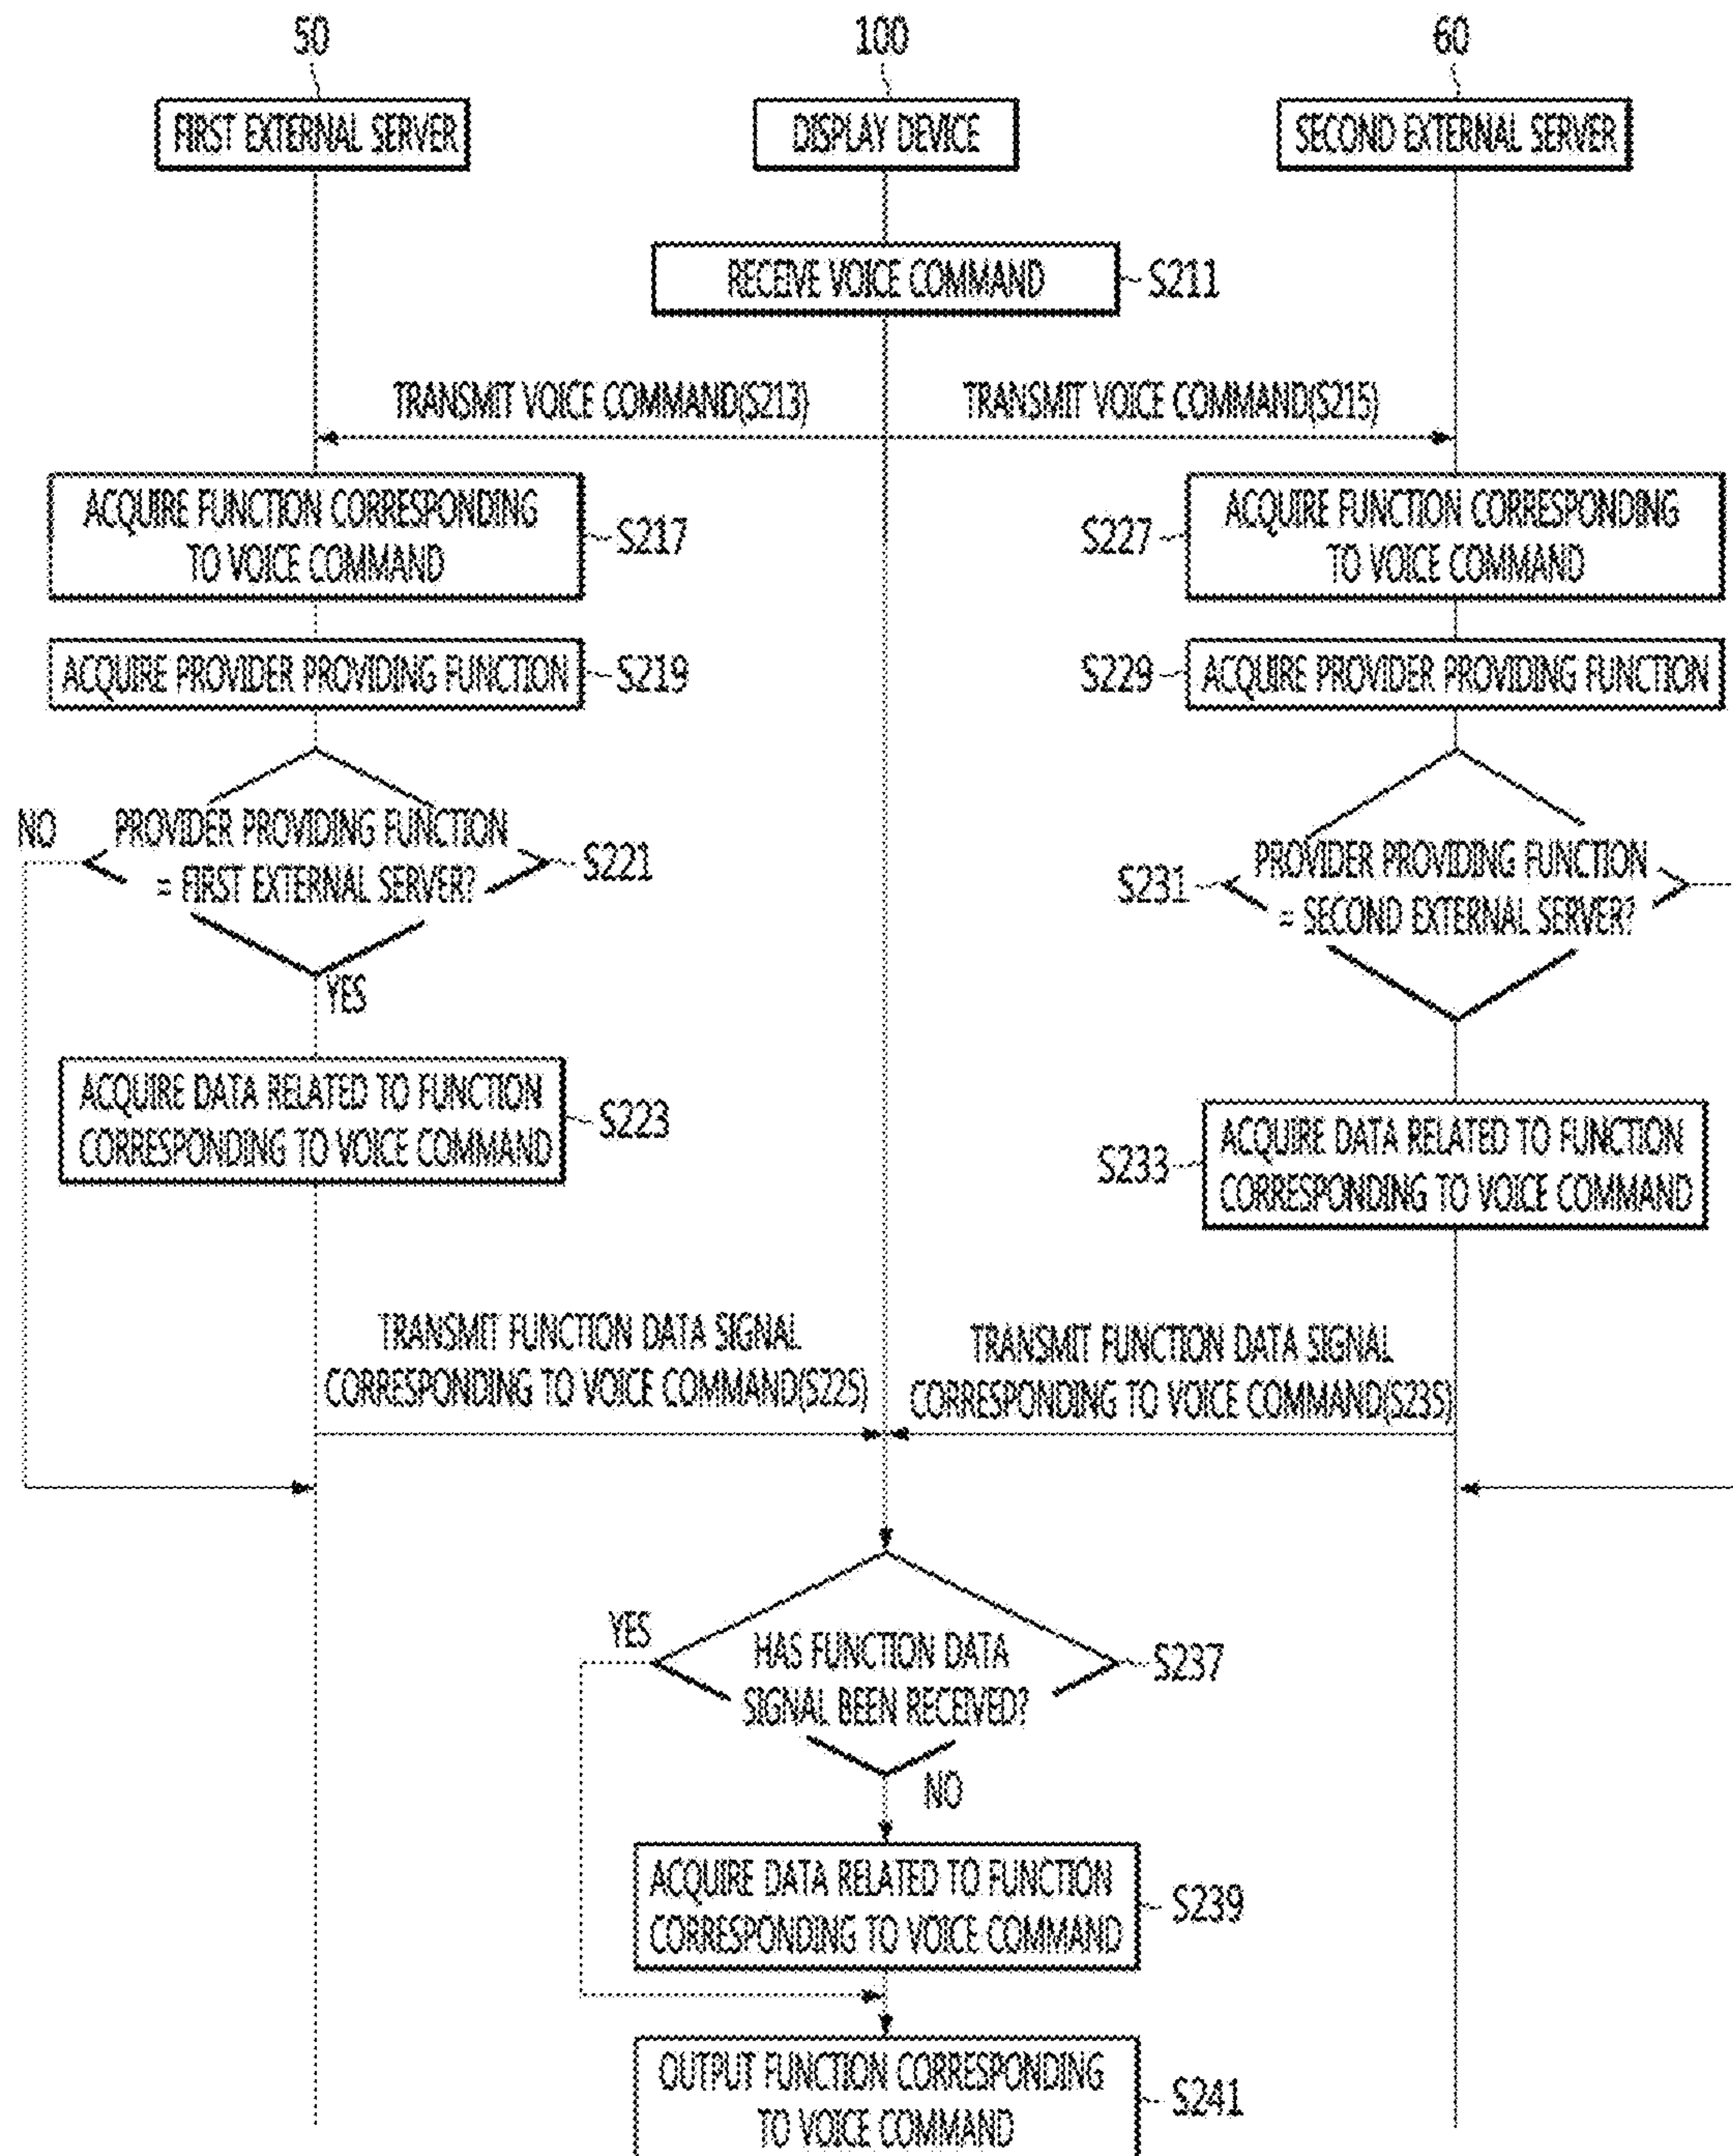 50
100
60
FIRST EXTERNAL SERVER
DISPLAY DEVICE
SECOND EXTERNAL SERVER
RECEIVE VOICE COMMAND
S211
TRANSMIT VOICE COMMAND(S213)
TRANSMIT VOICE COMMAND(S215)
ACQUIRE FUNCTION CORRESPONDING
TO VOICE COMMAND
S217
S227
ACQUIRE FUNCTION CORRESPONDING
TO VOICE COMMAND
ACQUIRE PROVIDER PROVIDING FUNCTION
S219
S229
ACQUIRE PROVIDER PROVIDING FUNCTION
NO
PROVIDER PROVIDING FUNCTION
= FIRST EXTERNAL SERVER?
S221
YES
S231
PROVIDER PROVIDING FUNCTION
= SECOND EXTERNAL SERVER?
ACQUIRE DATA RELATED TO FUNCTION
CORRESPONDING TO VOICE COMMAND
S223
S233
ACQUIRE DATA RELATED TO FUNCTION
CORRESPONDING TO VOICE COMMAND
TRANSMIT FUNCTION DATA SIGNAL
CORRESPONDING TO VOICE COMMAND(S225)
TRANSMIT FUNCTION DATA SIGNAL
CORRESPONDING TO VOICE COMMAND(S235)
YES
HAS FUNCTION DATA
SIGNAL BEEN RECEIVED?
S237
NO
ACQUIRE DATA RELATED TO FUNCTION
CORRESPONDING TO VOICE COMMAND
S239
OUTPUT FUNCTION CORRESPONDING
TO VOICE COMMAND
S241